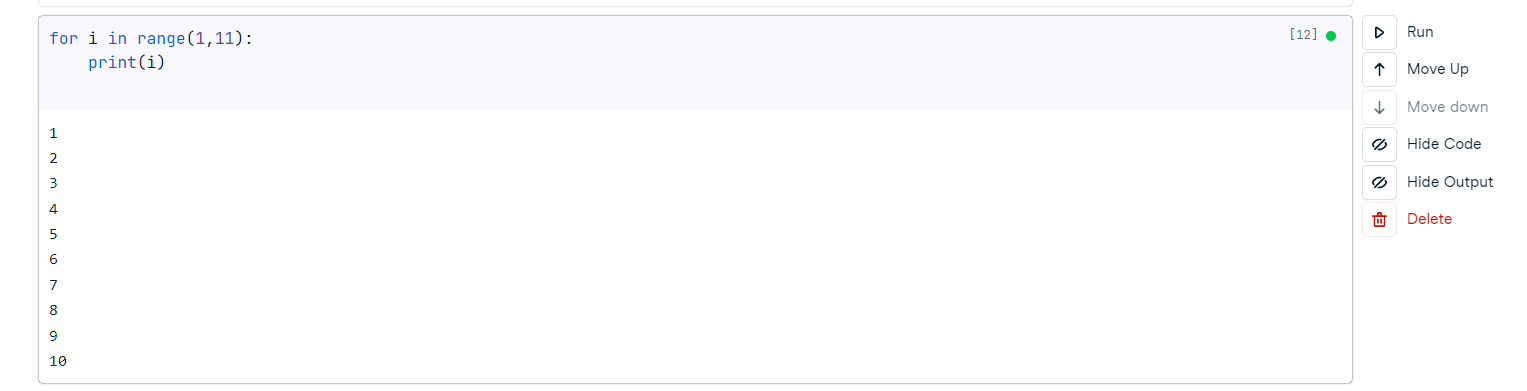 for i in range(1,11):
    print(i)
[12]
1
2
3
4
5
6
7
8
9
10
Run
Move Up
Move down
Hide Code
Hide Output
Delete